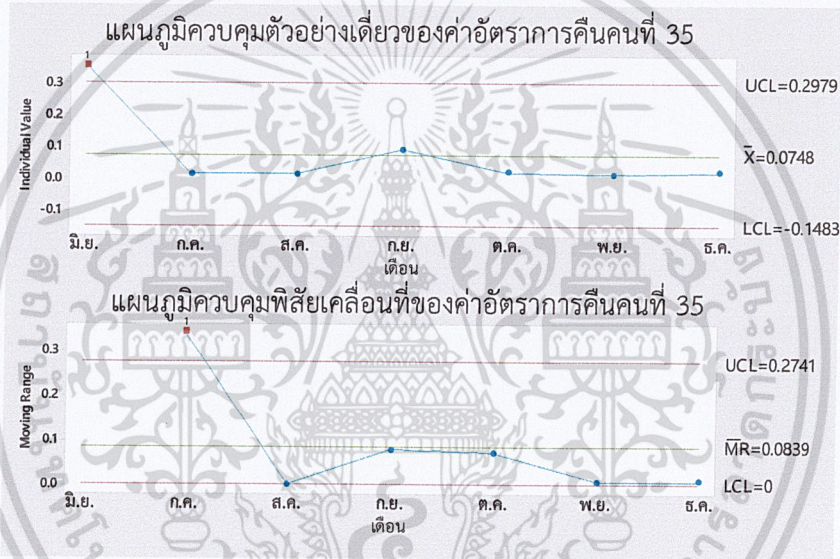 แผนภูมิควบคุมตัวอย่างเดี่ยวของค่าอัตราการคืนคนที่ 35
1
0.3
0.2
0.1
0.0
-0.1
Individual Value
UCL=0.2979
X̄=0.0748
LCL=-0.1483
มิ.ย. ก.ค. ส.ค. ก.ย. ต.ค. พ.ย. ธ.ค.
เดือน
แผนภูมิควบคุมพิสัยเคลื่อนที่ของค่าอัตราการคืนคนที่ 35
1
0.3
0.2
0.1
0.0
Moving Range
UCL=0.2741
M̄R̄=0.0839
LCL=0
มิ.ย. ก.ค. ส.ค. ก.ย. ต.ค. พ.ย. ธ.ค.
เดือน